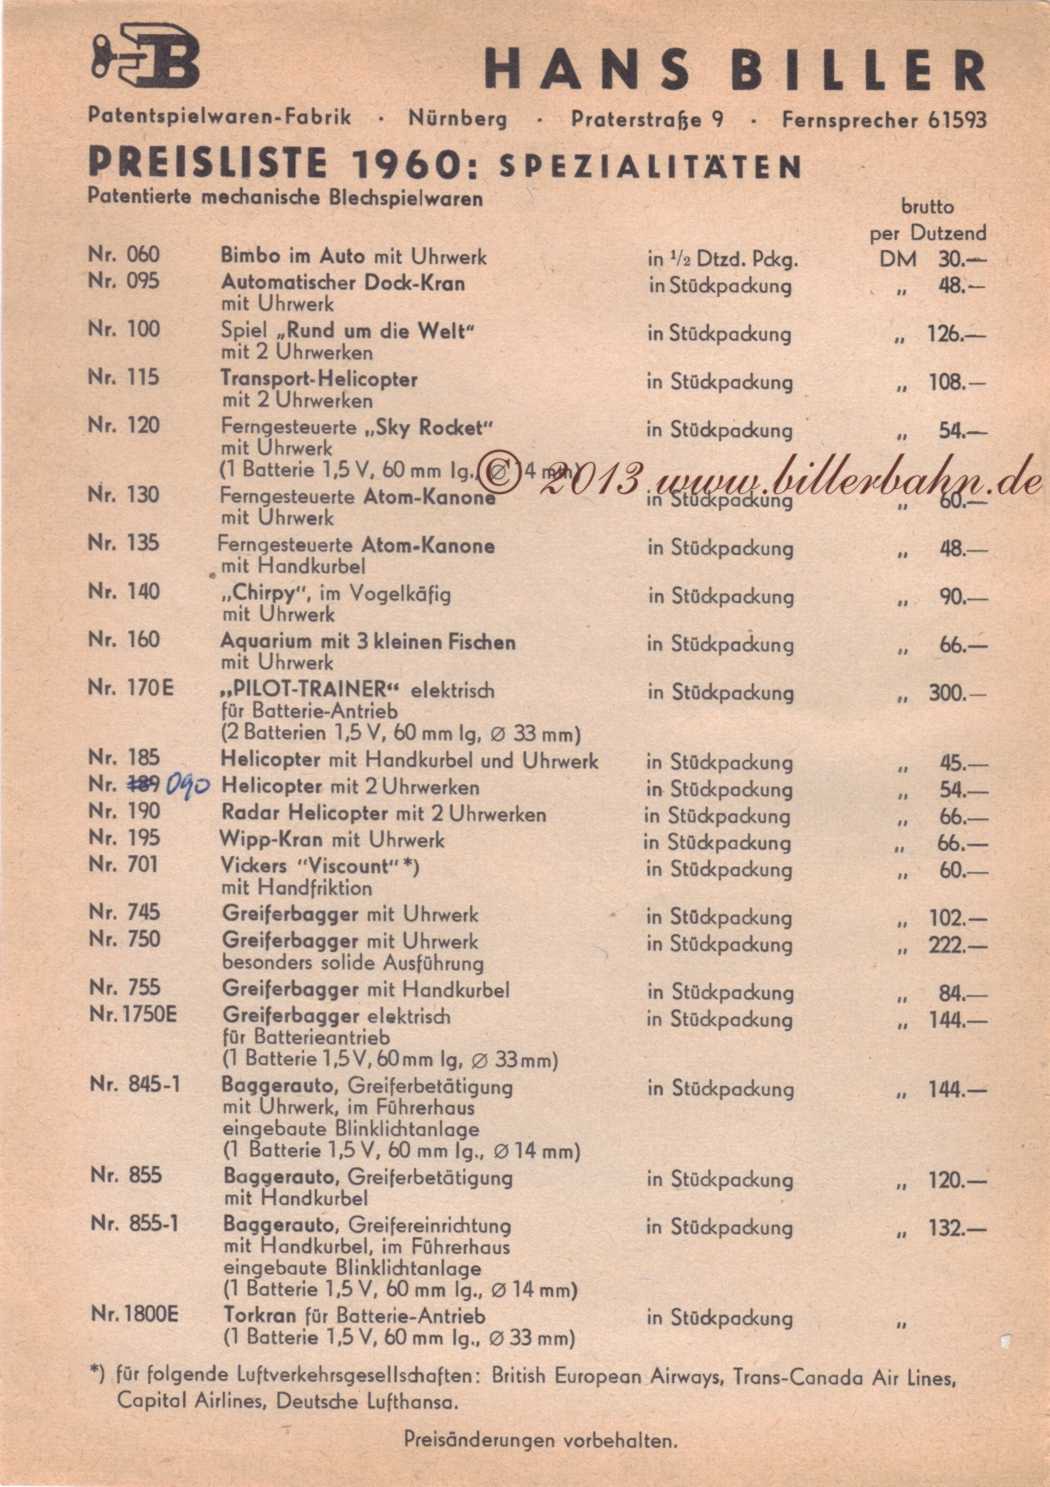 B HANS BILLER
Patentspielwaren-Fabrik · Nürnberg · Praterstraße 9 · Fernsprecher 61593
PREISLISTE 1960: SPEZIALITÄTEN
Patentierte mechanische Blechspielwaren
brutto
per Dutzend
Nr. 060 Bimbo im Auto mit Uhrwerk in ½ Dtzd. Pckg. DM 30.—
Nr. 095 Automatischer Dock-Kran in Stückpackung „ 48.—
mit Uhrwerk
Nr. 100 Spiel „Rund um die Welt“ in Stückpackung „ 126.—
mit 2 Uhrwerken
Nr. 115 Transport-Helicopter in Stückpackung „ 108.—
mit 2 Uhrwerken
Nr. 120 Ferngesteuerte „Sky Rocket“ in Stückpackung „ 54.—
mit Uhrwerk
(1 Batterie 1,5 V, 60 mm lg., Ø 14 mm)
© 2013 www.billerbahn.de
Nr. 130 Ferngesteuerte Atom-Kanone in Stückpackung „ 60.—
mit Uhrwerk
Nr. 135 Ferngesteuerte Atom-Kanone in Stückpackung „ 48.—
mit Handkurbel
Nr. 140 „Chirpy“, im Vogelkäfig in Stückpackung „ 90.—
mit Uhrwerk
Nr. 160 Aquarium mit 3 kleinen Fischen in Stückpackung „ 66.—
mit Uhrwerk
Nr. 170E „PILOT-TRAINER“ elektrisch in Stückpackung „ 300.—
für Batterie-Antrieb
(2 Batterien 1,5 V, 60 mm lg, Ø 33 mm)
Nr. 185 Helicopter mit Handkurbel und Uhrwerk in Stückpackung „ 45.—
Nr. 189 090 Helicopter mit 2 Uhrwerken in Stückpackung „ 54.—
Nr. 190 Radar Helicopter mit 2 Uhrwerken in Stückpackung „ 66.—
Nr. 195 Wipp-Kran mit Uhrwerk in Stückpackung „ 66.—
Nr. 701 Vickers "Viscount“*) in Stückpackung „ 60.—
mit Handfriktion
Nr. 745 Greiferbagger mit Uhrwerk in Stückpackung „ 102.—
Nr. 750 Greiferbagger mit Uhrwerk in Stückpackung „ 222.—
besonders solide Ausführung
Nr. 755 Greiferbagger mit Handkurbel in Stückpackung „ 84.—
Nr. 1750E Greiferbagger elektrisch in Stückpackung „ 144.—
für Batterieantrieb
(1 Batterie 1,5 V, 60 mm lg, Ø 33 mm)
Nr. 845-1 Baggerauto, Greiferbetätigung in Stückpackung „ 144.—
mit Uhrwerk, im Führerhaus
eingebaute Blinklichtanlage
(1 Batterie 1,5 V, 60 mm lg., Ø 14 mm)
Nr. 855 Baggerauto, Greiferbetätigung in Stückpackung „ 120.—
mit Handkurbel
Nr. 855-1 Baggerauto, Greifereinrichtung in Stückpackung „ 132.—
mit Handkurbel, im Führerhaus
eingebaute Blinklichtanlage
(1 Batterie 1,5 V, 60 mm lg., Ø 14 mm)
Nr. 1800E Torkran für Batterie-Antrieb in Stückpackung „
(1 Batterie 1,5 V, 60 mm lg., Ø 33 mm)
*) für folgende Luftverkehrsgesellschaften: British European Airways, Trans-Canada Air Lines,
Capital Airlines, Deutsche Lufthansa.
Preisänderungen vorbehalten.